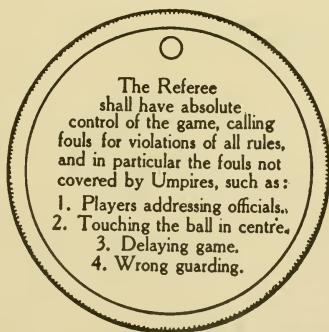 The Referee
shall have absolute
control of the game, calling
fouls for violations of all rules,
and in particular the fouls not
covered by Umpires, such as:
1. Players addressing officials.
2. Touching the ball in centre.
3. Delaying game.
4. Wrong guarding.